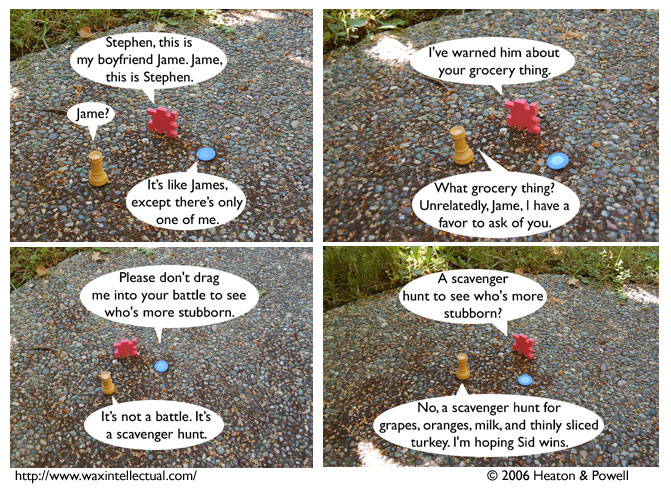 Stephen, this is
my boyfriend Jame. Jame,
this is Stephen.
Jame?
It's like James,
except there's only
one of me.
I've warned him about
your grocery thing.
What grocery thing?
Unrelatedly, Jame, I have a
favor to ask of you.
Please don't drag
me into your battle to see
who's more stubborn.
It's not a battle. It's
a scavenger hunt.
A scavenger
hunt to see who's more
stubborn?
No, a scavenger hunt for
grapes, oranges, milk, and thinly sliced
turkey. I'm hoping Sid wins.
http://www.waxintellectual.com/
© 2006 Heaton & Powell